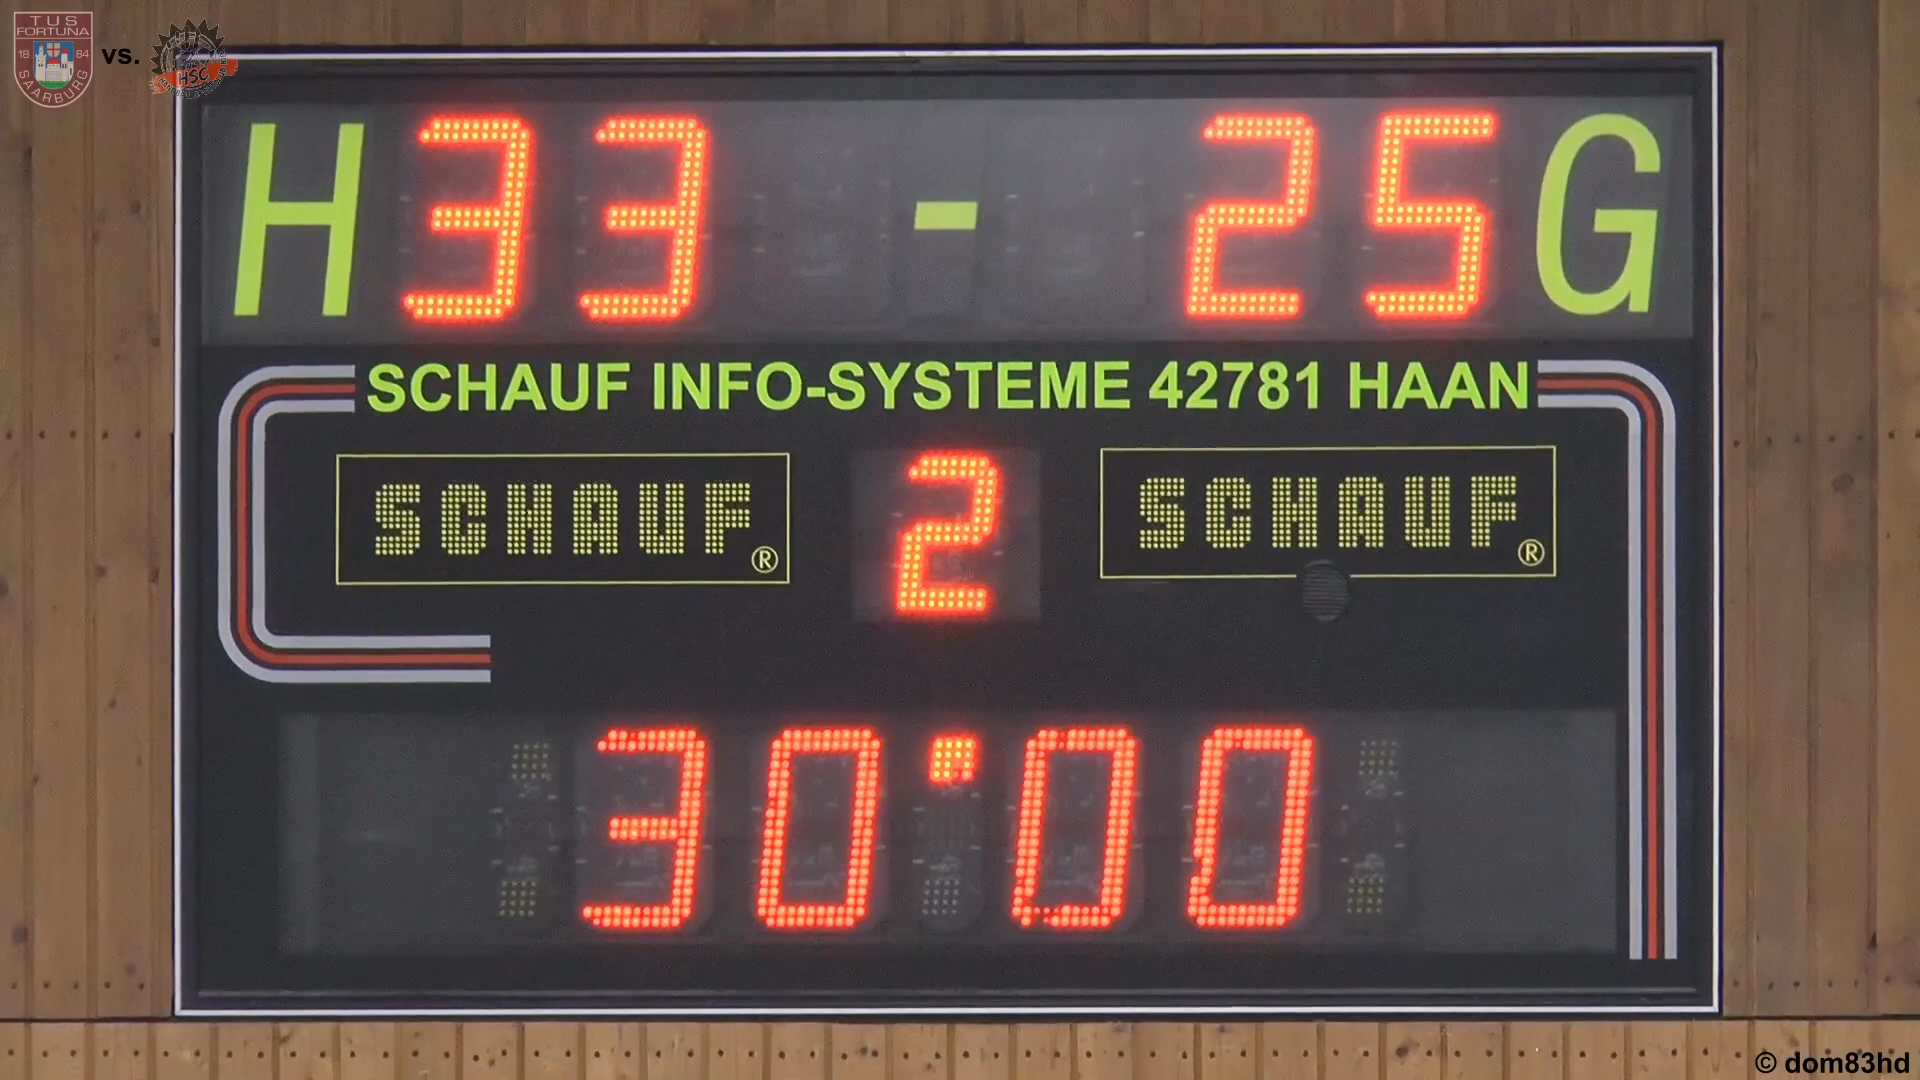 TUS
FORTUNA
18 84
SAARBURG
vs.
HSC
H 33 - 25 G
SCHAUF INFO-SYSTEME 42781 HAAN
SCHAUF® 2 SCHAUF®
30'00
© dom83hd